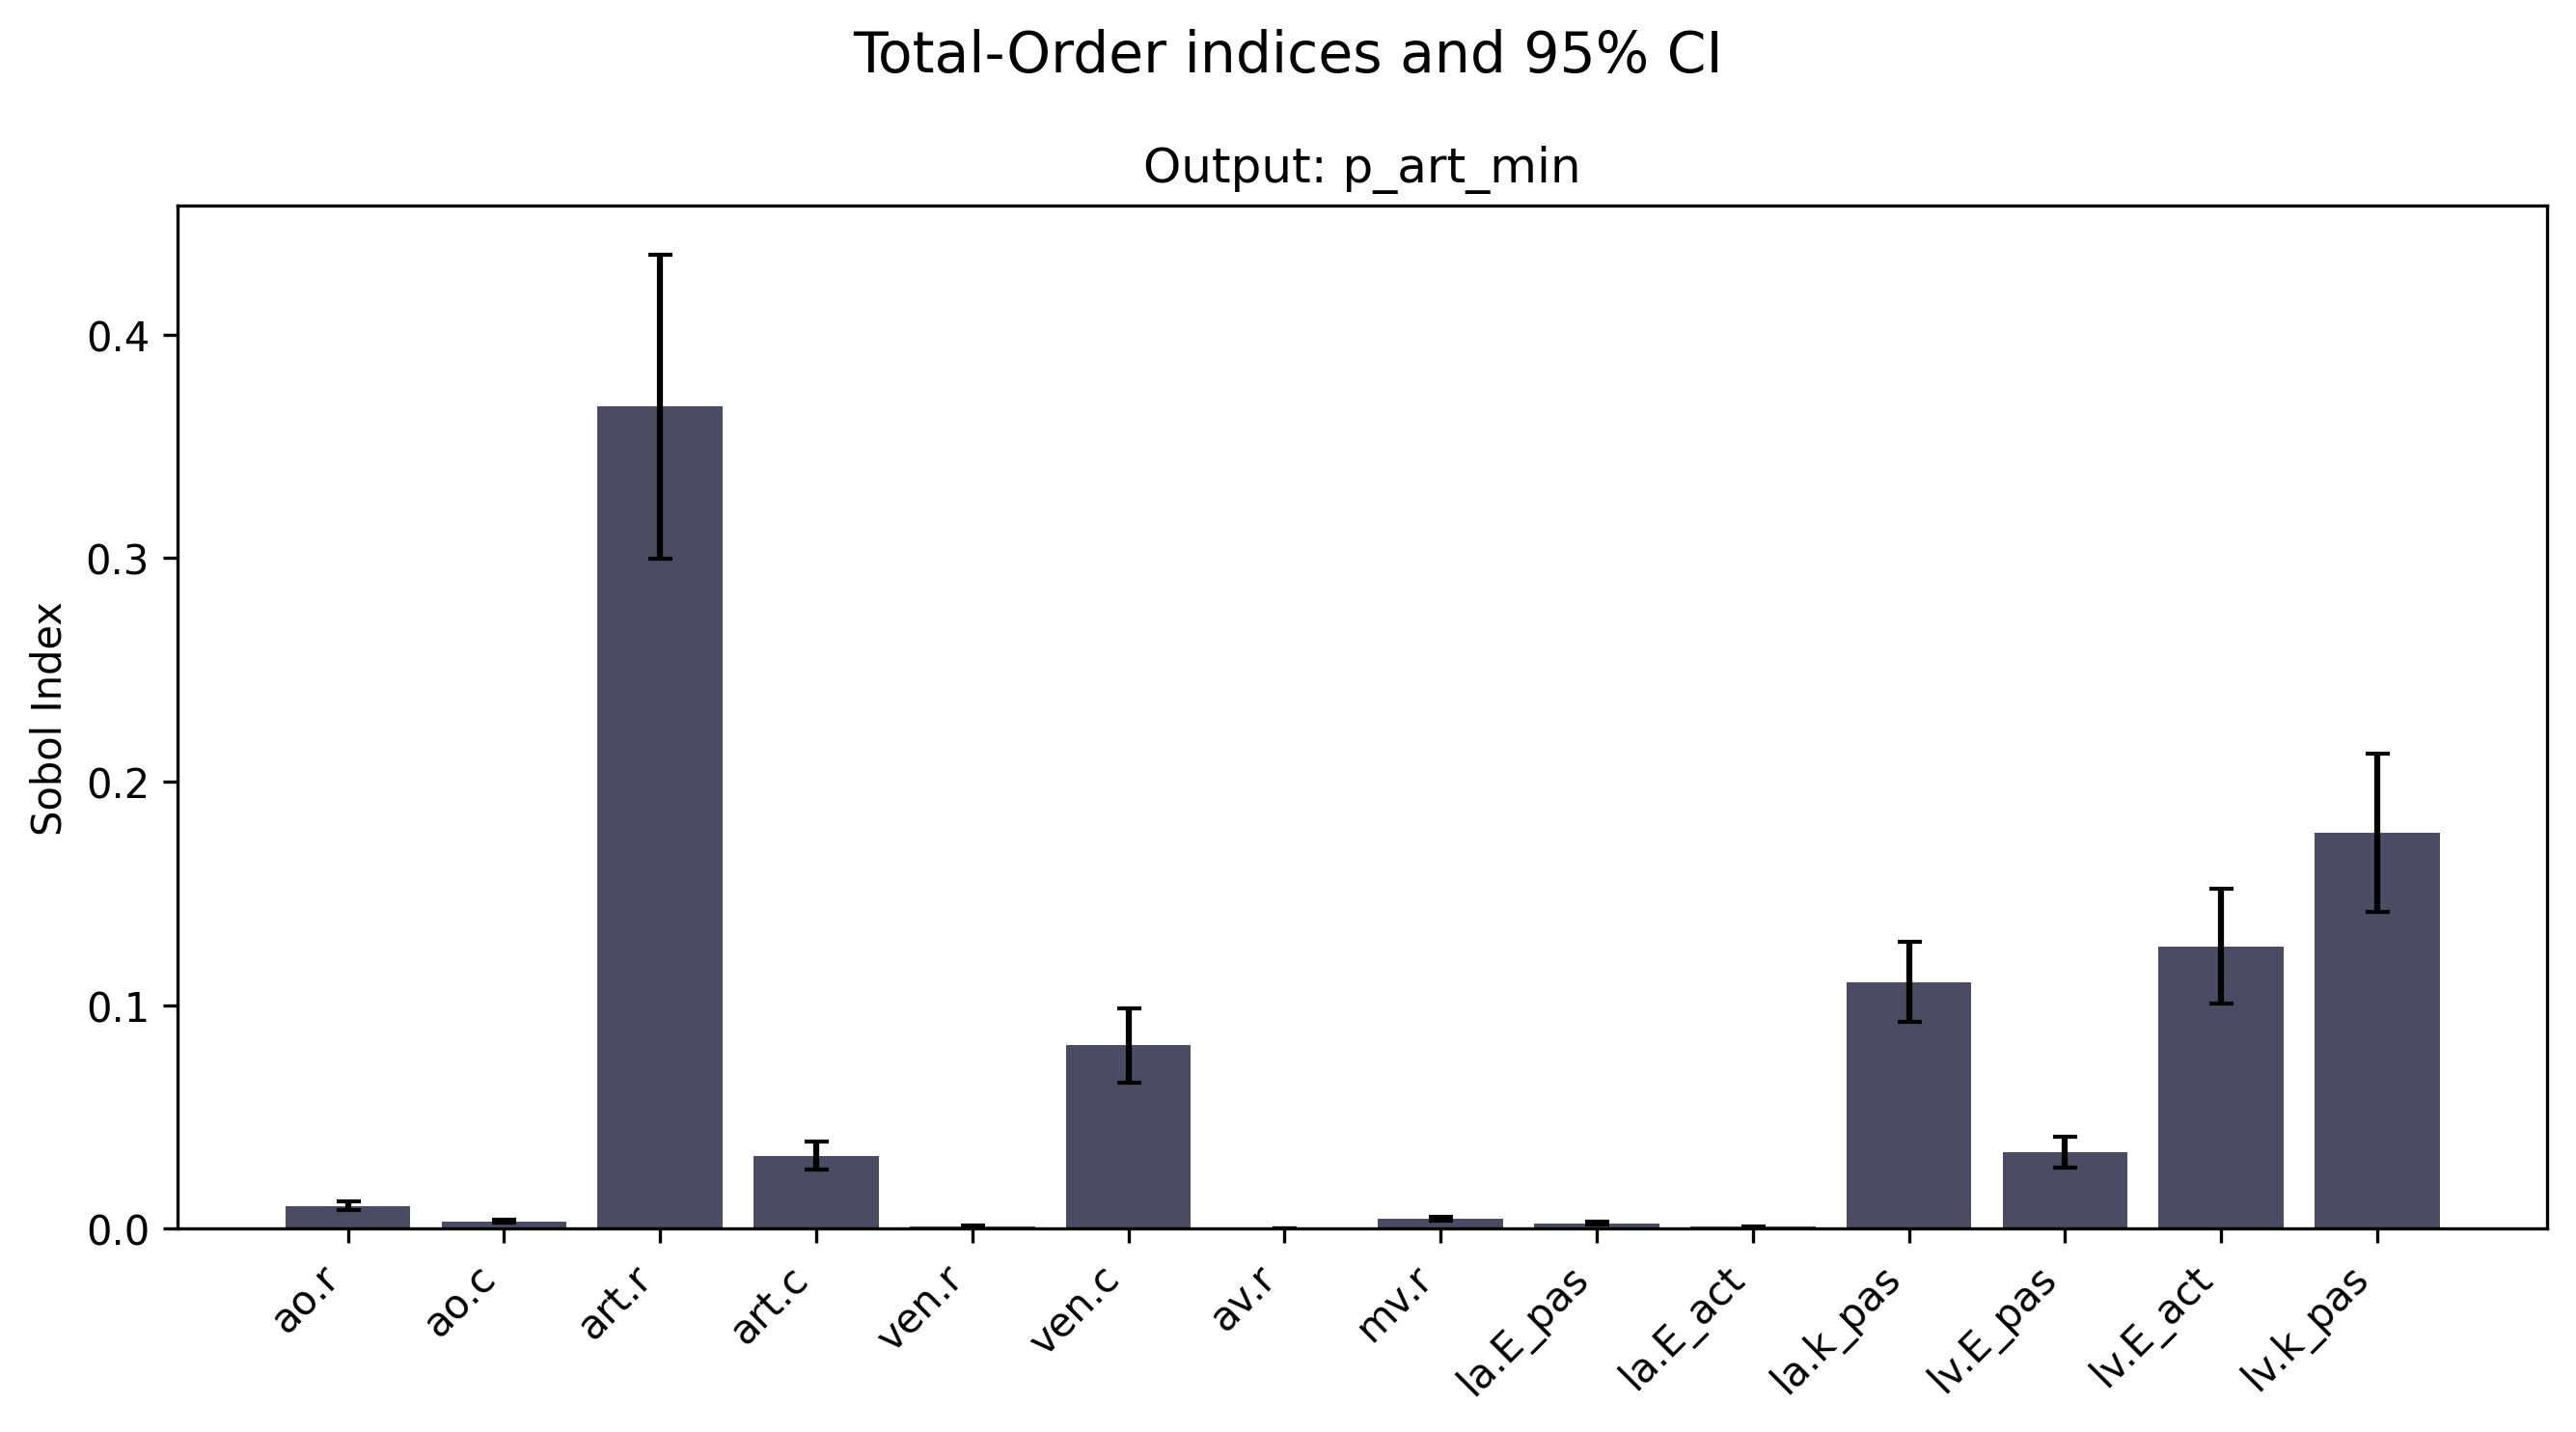 Total-Order indices and 95% CI
Output: p_art_min
Sobol Index
0.4
0.3
0.2
0.1
0.0
ao.r
ao.c
art.r
art.c
ven.r
ven.c
av.r
mv.r
la.E_pas
la.E_act
la.k_pas
lv.E_pas
lv.E_act
lv.k_pas